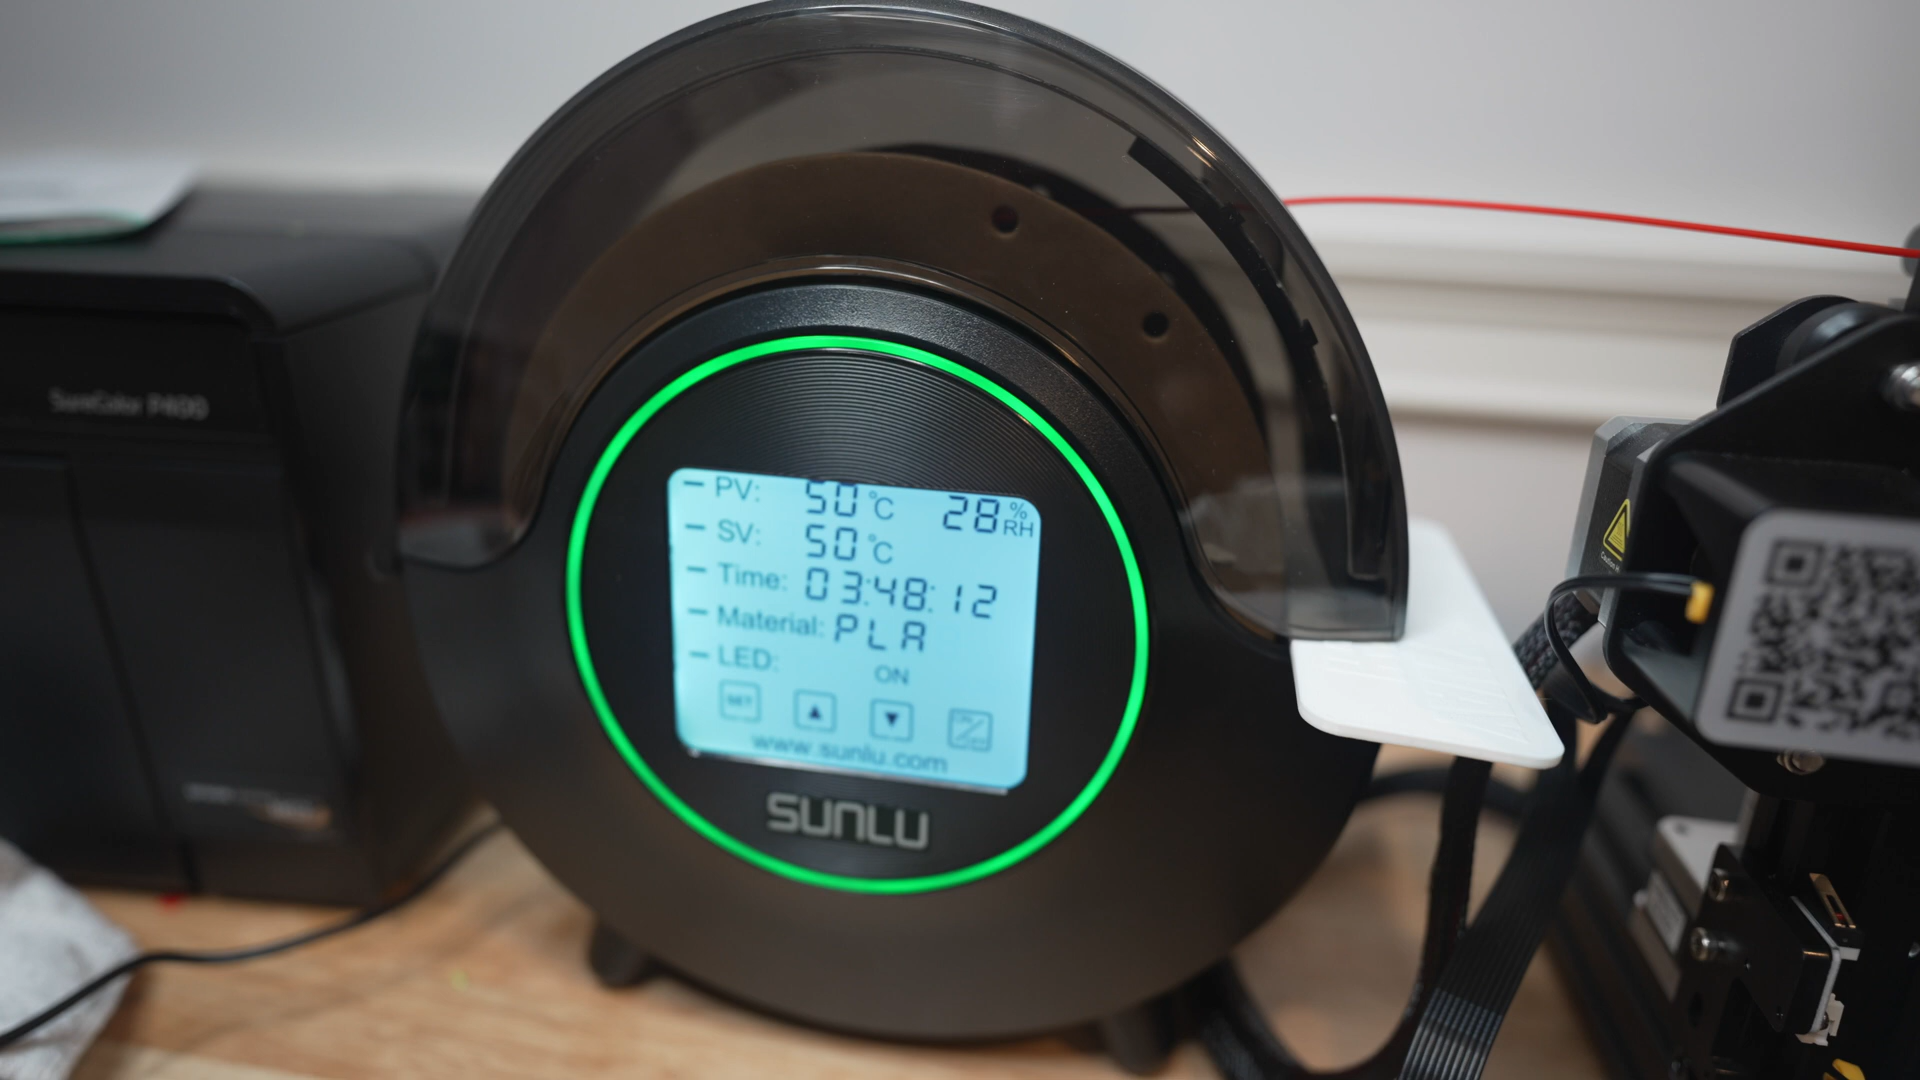 SureColor P400
PV: 50 °C 28 % RH
SV: 50 °C
Time: 03:48:12
Material: PLA
LED: ON
SET
www.sunlu.com
SUNLU